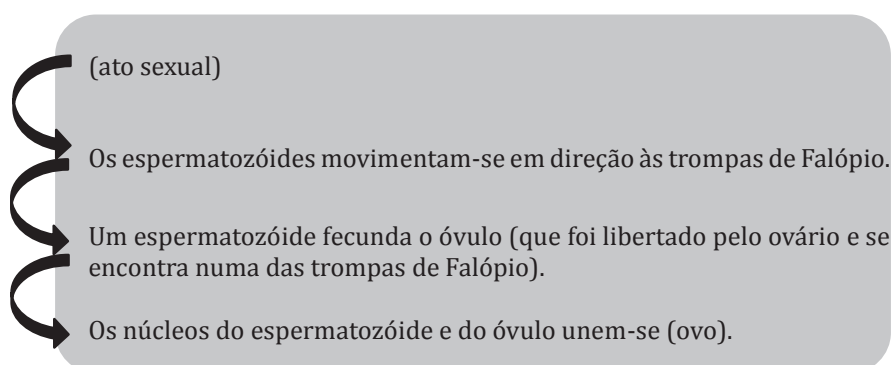 (ato sexual)
Os espermatozóides movimentam-se em direção às trompas de Falópio.
Um espermatozóide fecunda o óvulo (que foi libertado pelo ovário e se
encontra numa das trompas de Falópio).
Os núcleos do espermatozóide e do óvulo unem-se (ovo).